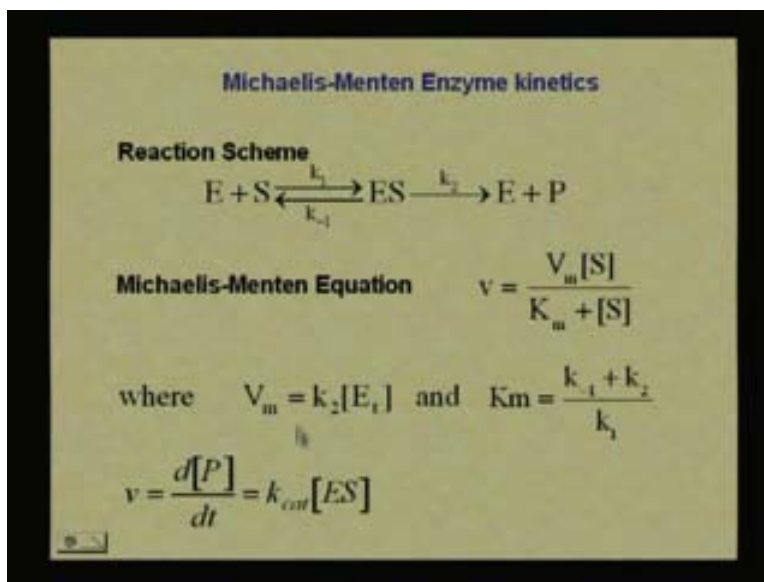 Michaelis-Menten Enzyme kinetics
Reaction Scheme
E + S ⇌ ES → E + P
k₁ k₋₁ k₂
Michaelis-Menten Equation v = Vₘ[S] / (Kₘ + [S])
where Vₘ = k₂[Eₜ] and Km = (k₋₁ + k₂) / k₁
v = d[P]/dt = k_cat[ES]